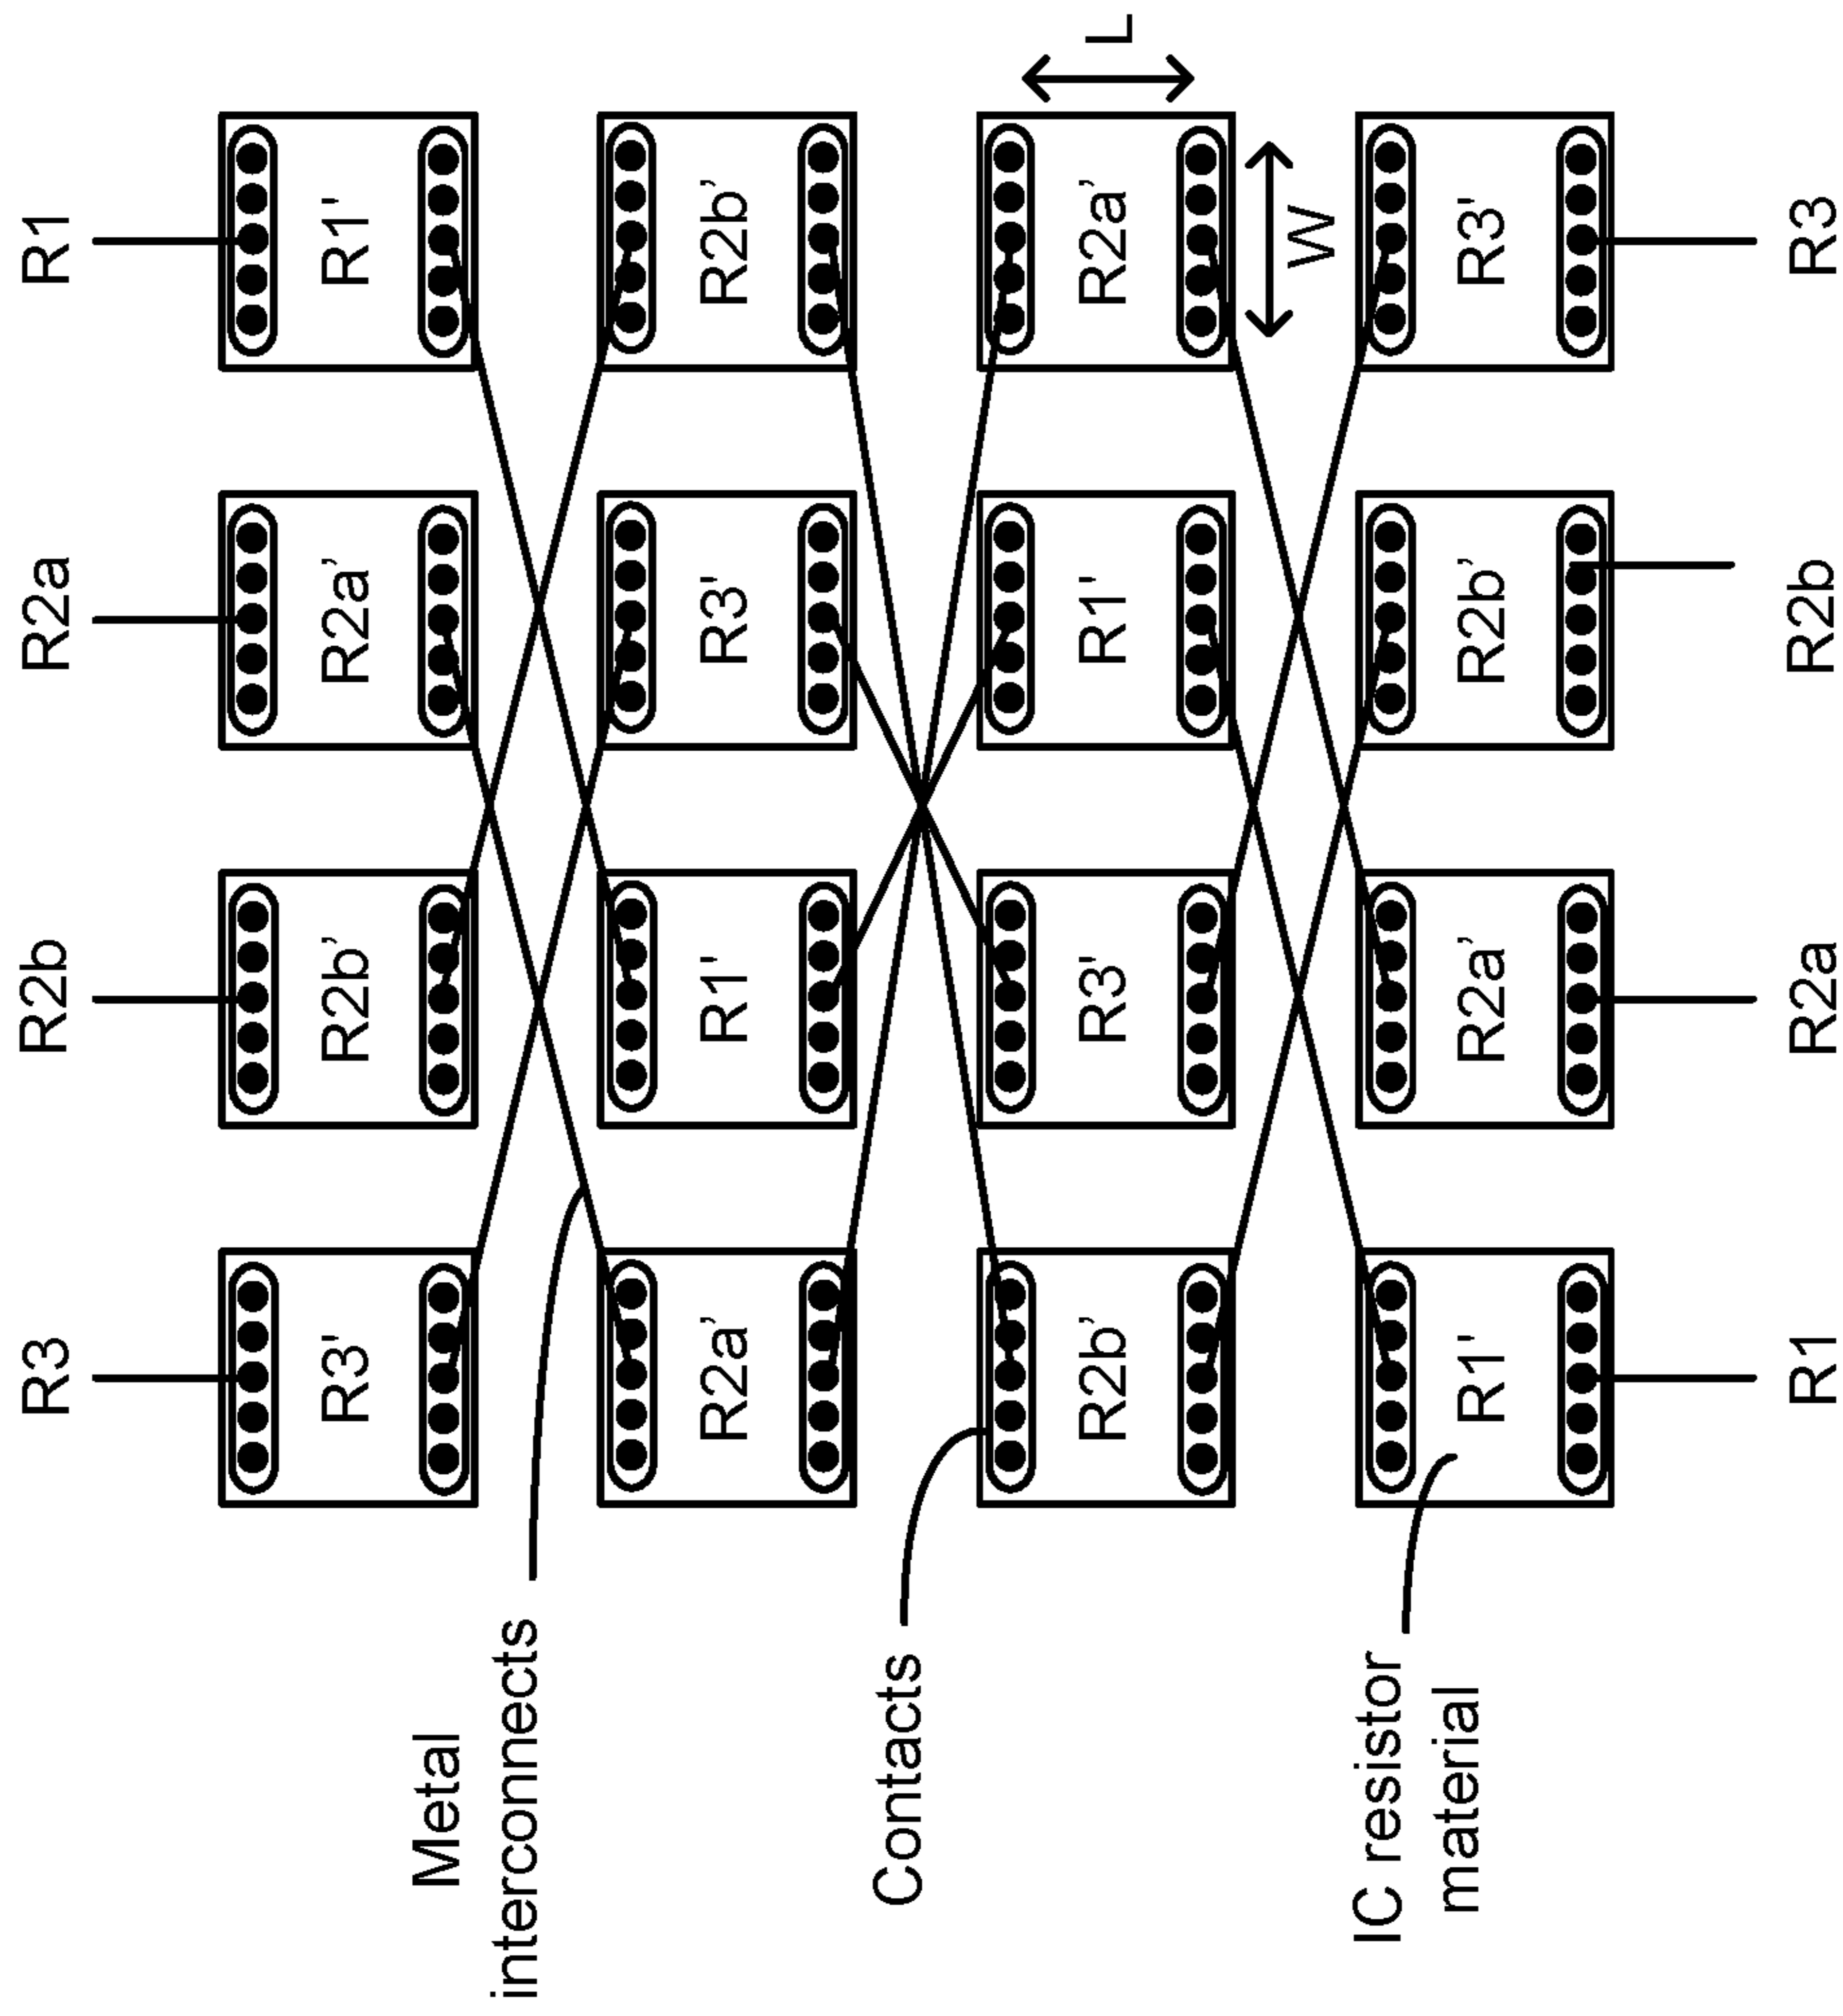 R3
R2b
R2a
R1
R3'
R2b’
R2a’
R1'
Metal
interconnects
R2a’
R1'
R3'
R2b’
Contacts
R2b’
R3'
R1'
R2a’
L
W
IC resistor
material
R1'
R2a’
R2b’
R3'
R1
R2a
R2b
R3